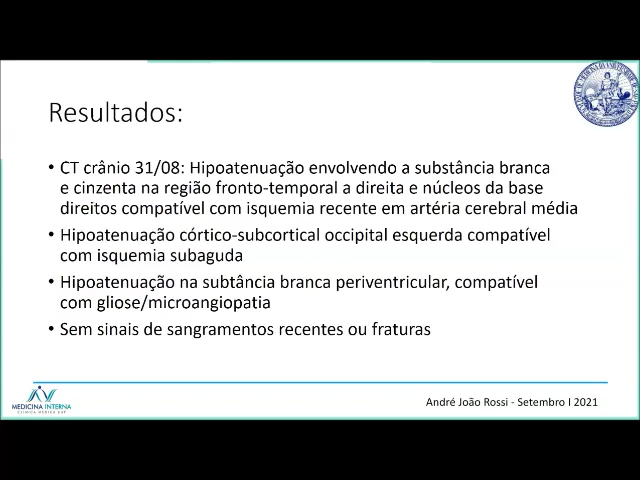 Resultados:
• CT crânio 31/08: Hipoatenuação envolvendo a substância branca
e cinzenta na região fronto-temporal a direita e núcleos da base
direitos compatível com isquemia recente em artéria cerebral média
• Hipoatenuação córtico-subcortical occipital esquerda compatível
com isquemia subaguda
• Hipoatenuação na subtância branca periventricular, compatível
com gliose/microangiopatia
• Sem sinais de sangramentos recentes ou fraturas
MEDICINA INTERNA
CLÍNICA MÉDICA USP
André João Rossi - Setembro I 2021